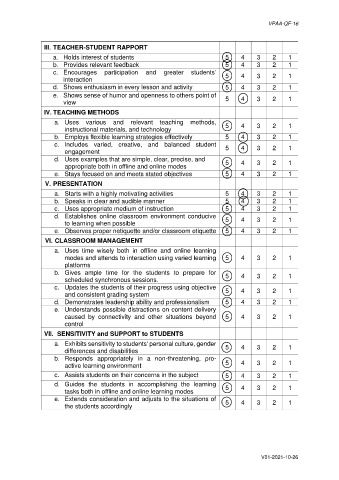 VPAA-QF-16
III. TEACHER-STUDENT RAPPORT
a. Holds interest of students 5 4 3 2 1
b. Provides relevant feedback 5 4 3 2 1
c. Encourages participation and greater students'
interaction 5 4 3 2 1
d. Shows enthusiasm in every lesson and activity 5 4 3 2 1
e. Shows sense of humor and openness to others point of
view 5 4 3 2 1
IV. TEACHING METHODS
a. Uses various and relevant teaching methods,
instructional materials, and technology 5 4 3 2 1
b. Employs flexible learning strategies effectively 5 4 3 2 1
c. Includes varied, creative, and balanced student
engagement 5 4 3 2 1
d. Uses examples that are simple, clear, precise, and
appropriate both in offline and online modes 5 4 3 2 1
e. Stays focused on and meets stated objectives 5 4 3 2 1
V. PRESENTATION
a. Starts with a highly motivating activities 5 4 3 2 1
b. Speaks in clear and audible manner 5 4 3 2 1
c. Uses appropriate medium of instruction 5 4 3 2 1
d. Establishes online classroom environment conducive
to learning when possible 5 4 3 2 1
e. Observes proper netiquette and/or classroom etiquette 5 4 3 2 1
VI. CLASSROOM MANAGEMENT
a. Uses time wisely both in offline and online learning
modes and attends to interaction using varied learning 5 4 3 2 1
platforms
b. Gives ample time for the students to prepare for
scheduled synchronous sessions. 5 4 3 2 1
c. Updates the students of their progress using objective
and consistent grading system 5 4 3 2 1
d. Demonstrates leadership ability and professionalism 5 4 3 2 1
e. Understands possible distractions on content delivery
caused by connectivity and other situations beyond 5 4 3 2 1
control
VII. SENSITIVITY and SUPPORT to STUDENTS
a. Exhibits sensitivity to students' personal culture, gender
differences and disabilities 5 4 3 2 1
b. Responds appropriately in a non-threatening, pro-
active learning environment 5 4 3 2 1
c. Assists students on their concerns in the subject 5 4 3 2 1
d. Guides the students in accomplishing the learning
tasks both in offline and online learning modes 5 4 3 2 1
e. Extends consideration and adjusts to the situations of
the students accordingly 5 4 3 2 1
V01-2021-10-26